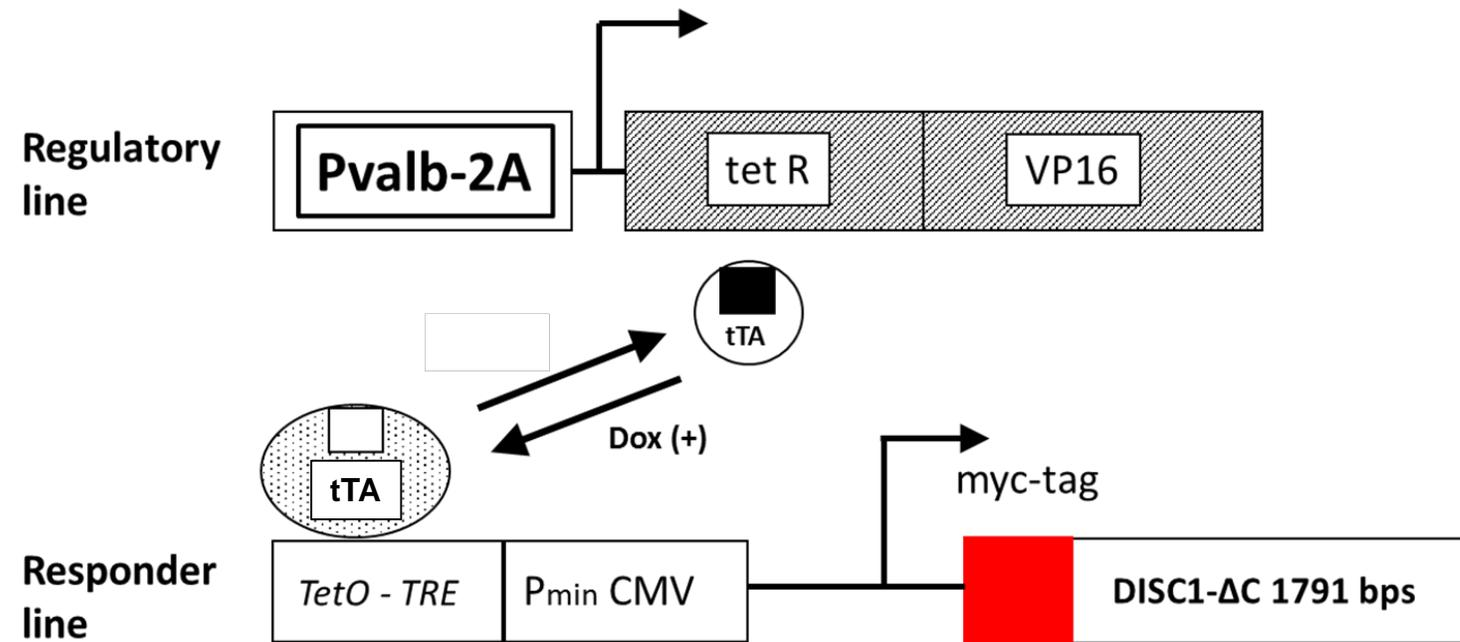 Regulatory
line
Pvalb-2A
tet R
VP16
tTA
Dox (+)
tTA
myc-tag
Responder
line
TetO - TRE
Pmin CMV
DISC1-ΔC 1791 bps